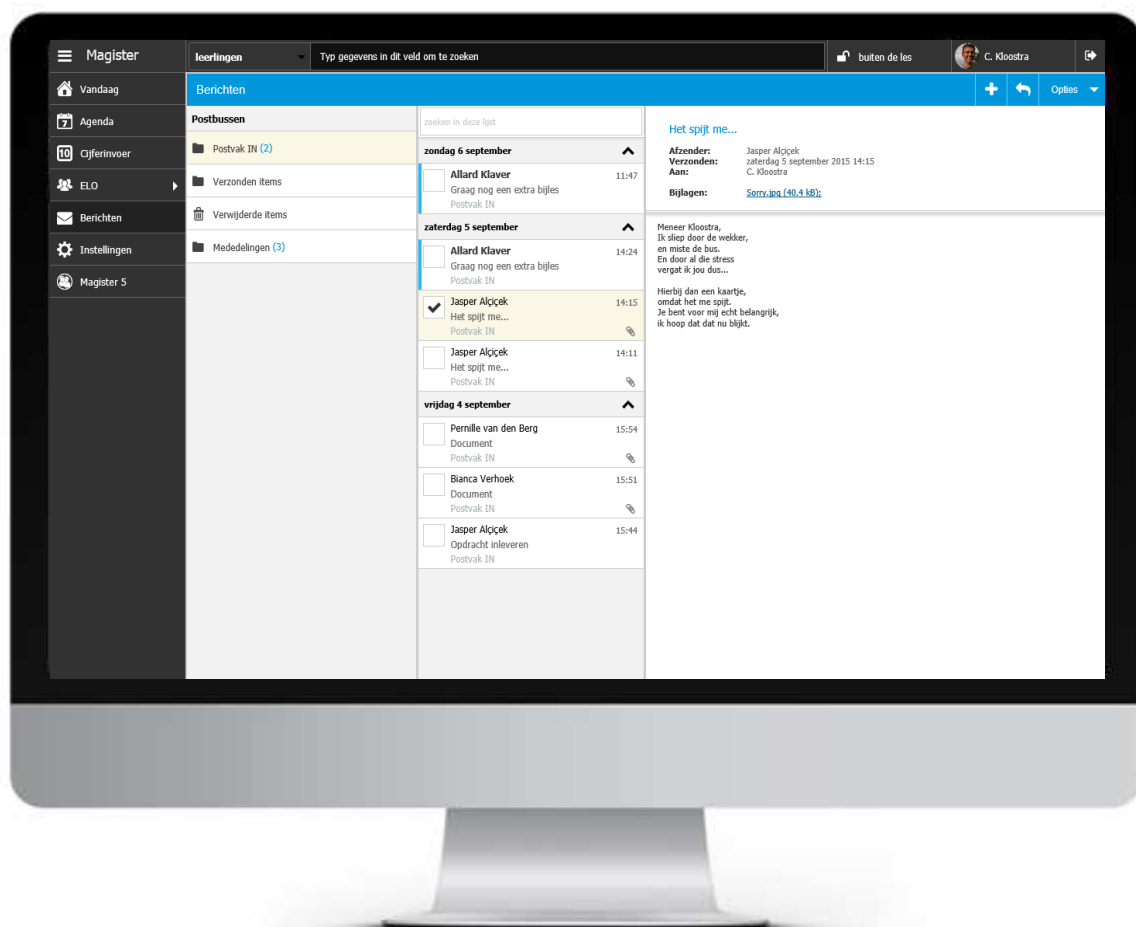 Magister
leerlingen
Typ gegevens in dit veld om te zoeken
buiten de les
C. Kloostra
Vandaag
7 Agenda
10 Cijferinvoer
ELO
Berichten
Instellingen
Magister 5
Berichten
Opties
Postbussen
Postvak IN (2)
Verzonden items
Verwijderde items
Mededelingen (3)
zoeken in deze lijst
zondag 6 september
Allard Klaver 11:47
Graag nog een extra bijles
Postvak IN
zaterdag 5 september
Allard Klaver 14:24
Graag nog een extra bijles
Postvak IN
Jasper Alçiçek 14:15
Het spijt me...
Postvak IN
Jasper Alçiçek 14:11
Het spijt me...
Postvak IN
vrijdag 4 september
Pernille van den Berg 15:54
Document
Postvak IN
Bianca Verhoek 15:51
Document
Postvak IN
Jasper Alçiçek 15:44
Opdracht inleveren
Postvak IN
Het spijt me...
Afzender: Jasper Alçiçek
Verzonden: zaterdag 5 september 2015 14:15
Aan: C. Kloostra
Bijlagen: Sorry.jpg (40.4 kB);
Meneer Kloostra,
Ik sliep door de wekker,
en miste de bus.
En door al die stress
vergat ik jou dus...
Hierbij dan een kaartje,
omdat het me spijt.
Je bent voor mij echt belangrijk,
ik hoop dat dat nu blijkt.